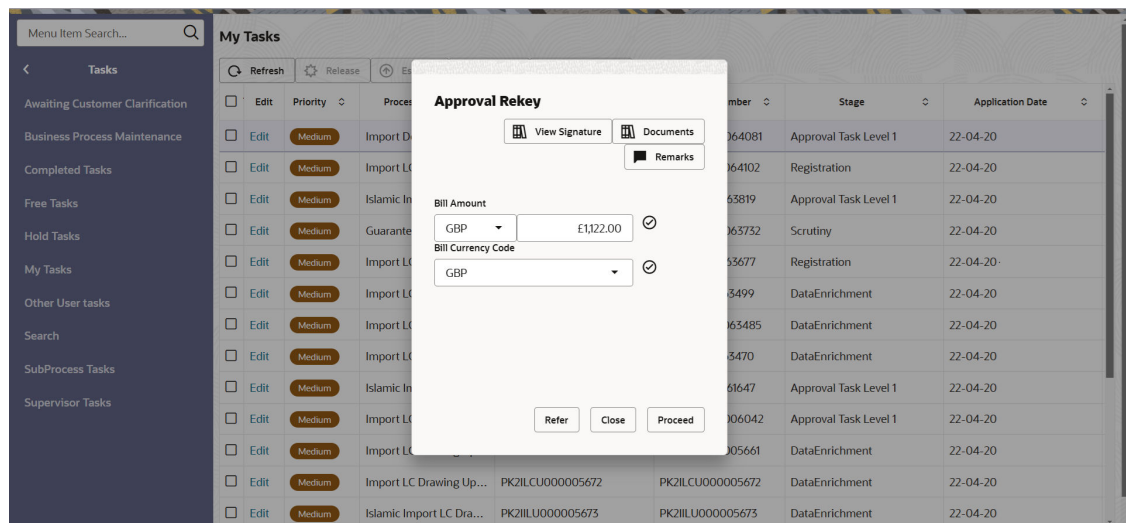 Menu Item Search...
Tasks
Awaiting Customer Clarification
Business Process Maintenance
Completed Tasks
Free Tasks
Hold Tasks
My Tasks
Other User tasks
Search
SubProcess Tasks
Supervisor Tasks
My Tasks
Refresh Release Es
Edit Priority Proces mber Stage Application Date
Edit Medium Import D 064081 Approval Task Level 1 22-04-20
Edit Medium Import LC 064102 Registration 22-04-20
Edit Medium Islamic In 63819 Approval Task Level 1 22-04-20
Edit Medium Guarante 063732 Scrutiny 22-04-20
Edit Medium Import LC 63677 Registration 22-04-20
Edit Medium Import LC 3499 DataEnrichment 22-04-20
Edit Medium Import LC 063485 DataEnrichment 22-04-20
Edit Medium Import LC 3470 DataEnrichment 22-04-20
Edit Medium Islamic In 61647 Approval Task Level 1 22-04-20
Edit Medium Import LC 006042 Approval Task Level 1 22-04-20
Edit Medium Import LC 005661 DataEnrichment 22-04-20
Edit Medium Import LC Drawing Up... PK2ILCU000005672 PK2ILCU000005672 DataEnrichment 22-04-20
Edit Medium Islamic Import LC Dra... PK2IILU000005673 PK2IILU000005673 DataEnrichment 22-04-20
Approval Rekey
View Signature Documents
Remarks
Bill Amount
GBP £1,122.00
Bill Currency Code
GBP
Refer Close Proceed